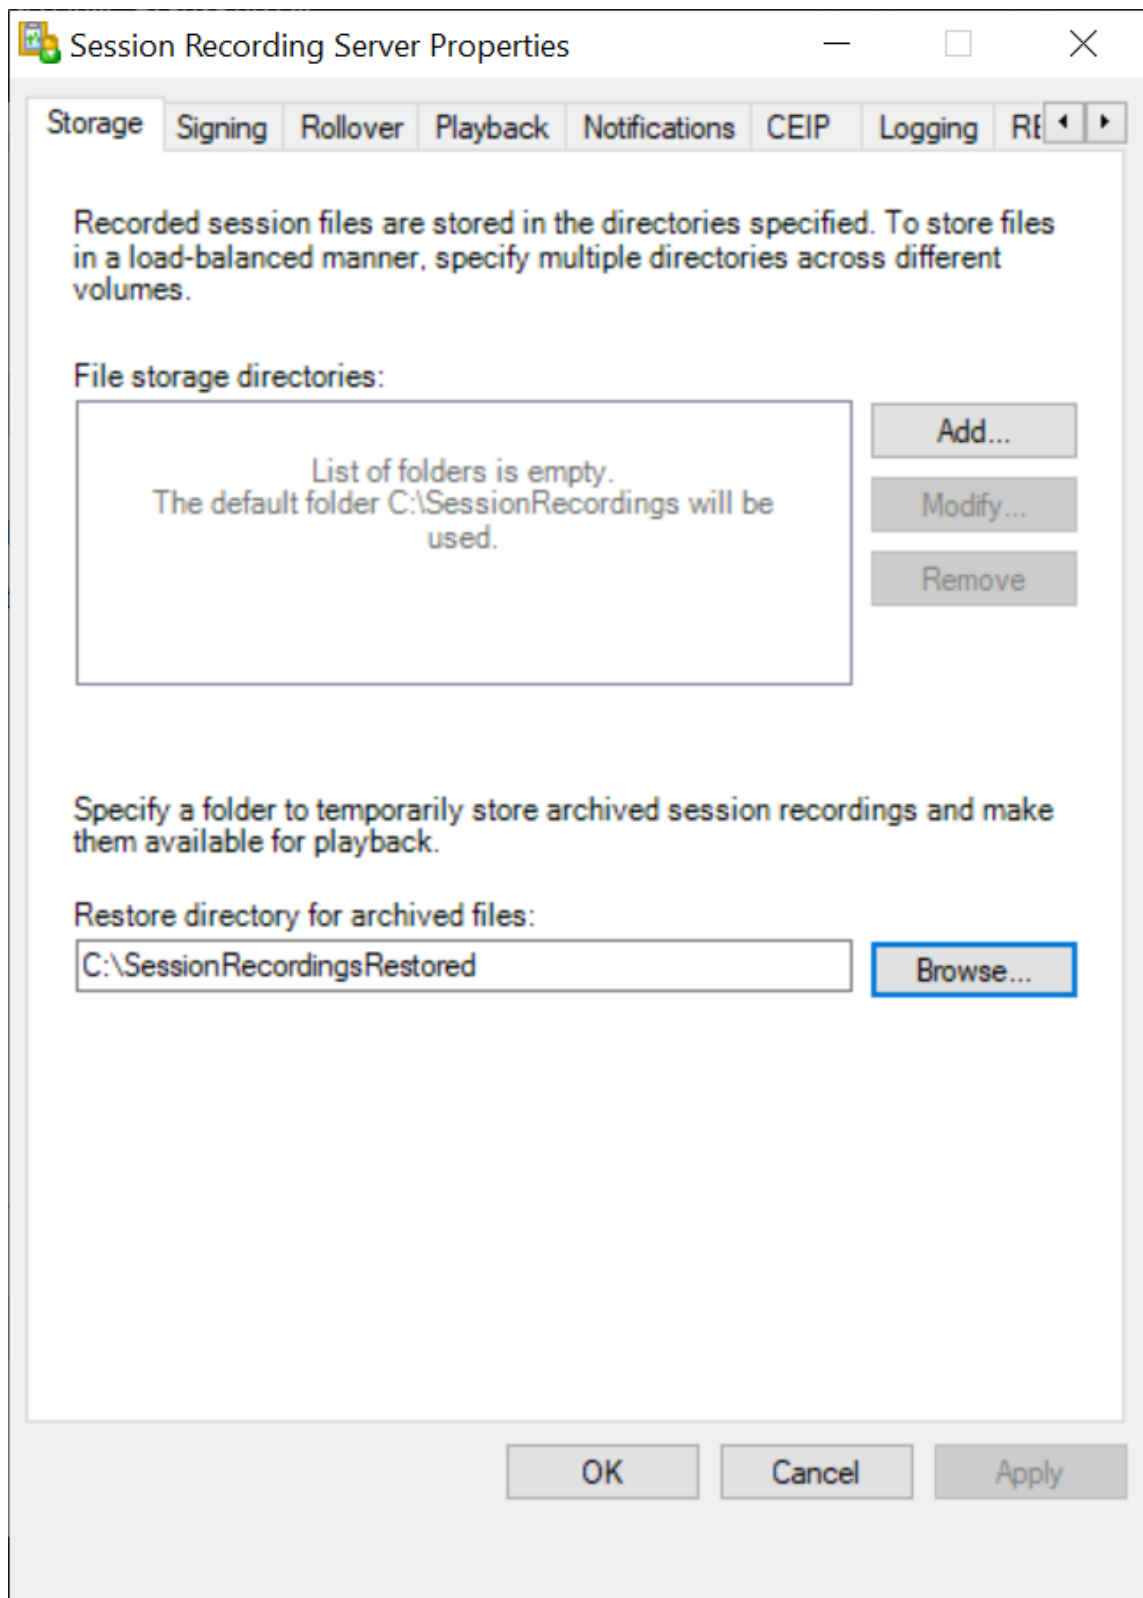 Session Recording Server Properties
Storage Signing Rollover Playback Notifications CEIP Logging
Recorded session files are stored in the directories specified. To store files
in a load-balanced manner, specify multiple directories across different
volumes.
File storage directories:
List of folders is empty.
The default folder C:\SessionRecordings will be
used.
Add...
Modify...
Remove
Specify a folder to temporarily store archived session recordings and make
them available for playback.
Restore directory for archived files:
C:\SessionRecordingsRestored
Browse...
OK Cancel Apply